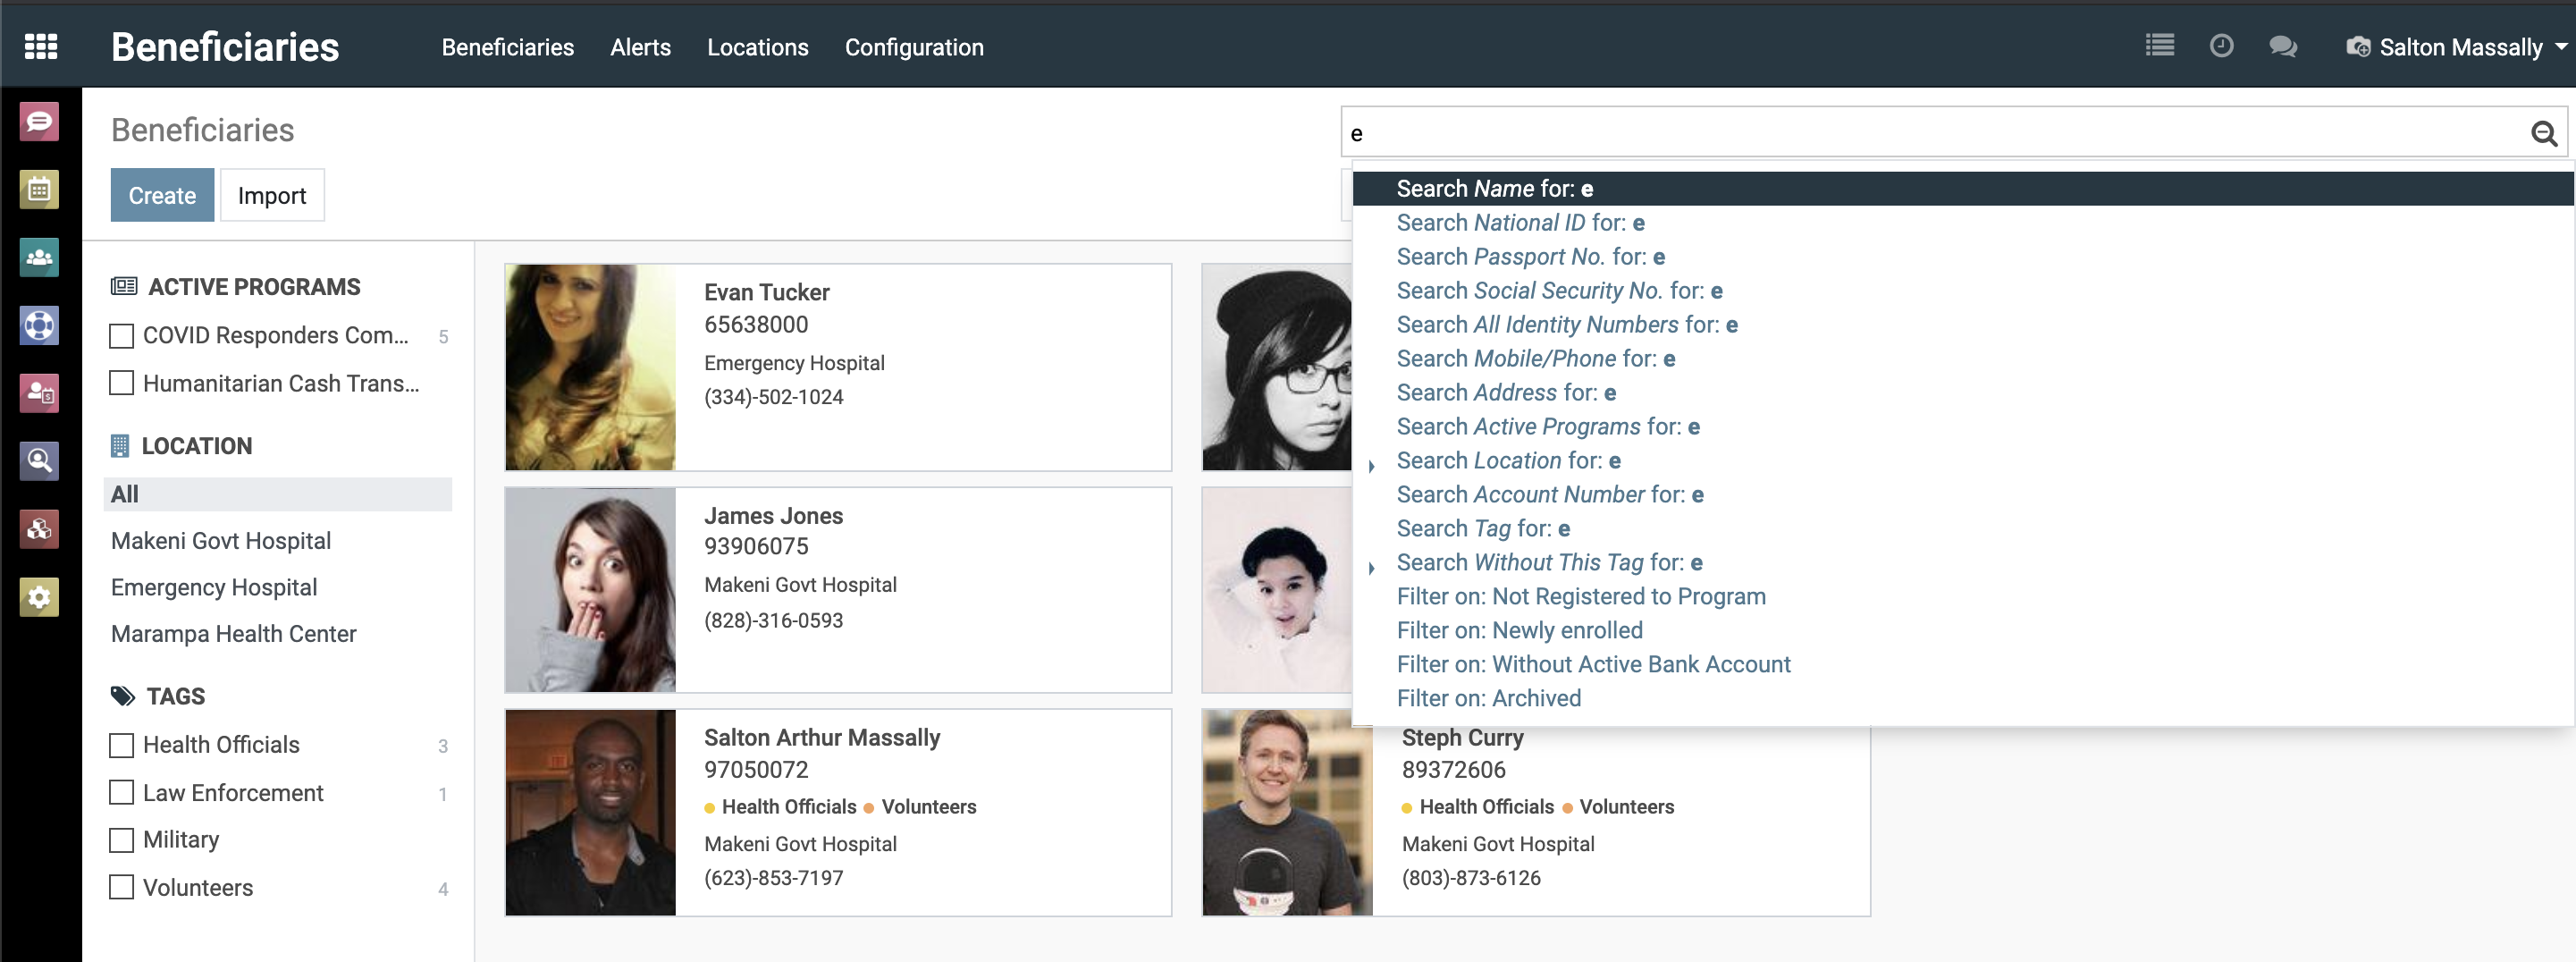 Beneficiaries
Beneficiaries Alerts Locations Configuration
Salton Massally
Beneficiaries
Create Import
e
Search Name for: e
Search National ID for: e
Search Passport No. for: e
Search Social Security No. for: e
Search All Identity Numbers for: e
Search Mobile/Phone for: e
Search Address for: e
Search Active Programs for: e
Search Location for: e
Search Account Number for: e
Search Tag for: e
Search Without This Tag for: e
Filter on: Not Registered to Program
Filter on: Newly enrolled
Filter on: Without Active Bank Account
Filter on: Archived
ACTIVE PROGRAMS
COVID Responders Com... 5
Humanitarian Cash Trans...
LOCATION
All
Makeni Govt Hospital
Emergency Hospital
Marampa Health Center
TAGS
Health Officials 3
Law Enforcement 1
Military
Volunteers 4
Evan Tucker
65638000
Emergency Hospital
(334)-502-1024
James Jones
93906075
Makeni Govt Hospital
(828)-316-0593
Salton Arthur Massally
97050072
Health Officials Volunteers
Makeni Govt Hospital
(623)-853-7197
Steph Curry
89372606
Health Officials Volunteers
Makeni Govt Hospital
(803)-873-6126